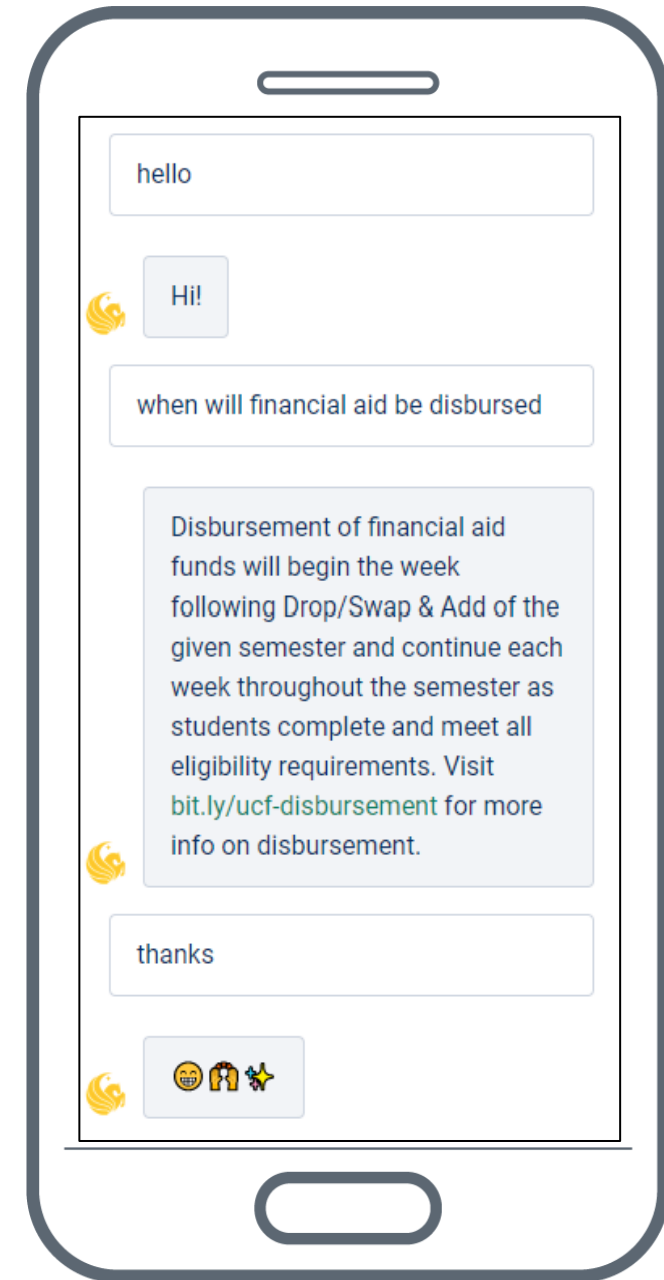 hello
Hi!
when will financial aid be disbursed
Disbursement of financial aid
funds will begin the week
following Drop/Swap & Add of the
given semester and continue each
week throughout the semester as
students complete and meet all
eligibility requirements. Visit
bit.ly/ucf-disbursement for more
info on disbursement.
thanks
😁🙌✨